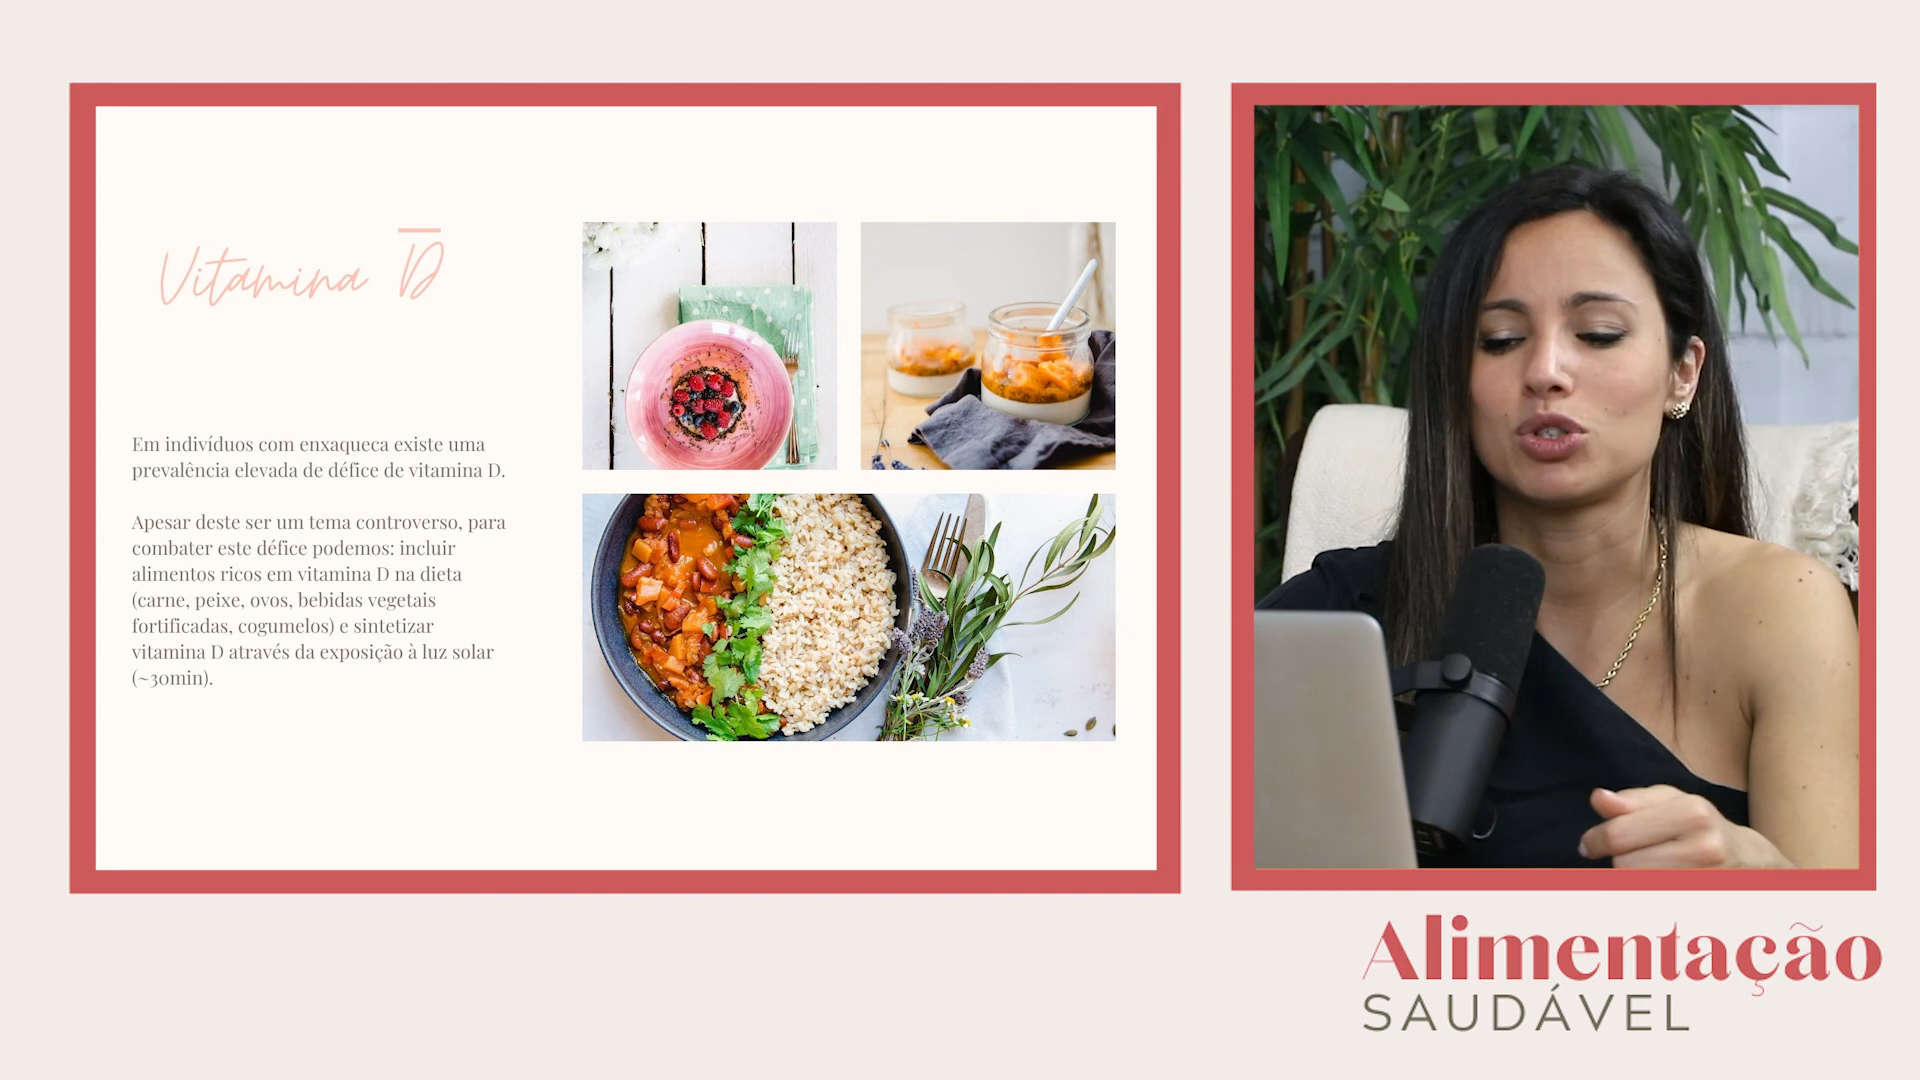 Vitamina D
Em indivíduos com enxaqueca existe uma
prevalência elevada de défice de vitamina D.
Apesar deste ser um tema controverso, para
combater este défice podemos: incluir
alimentos ricos em vitamina D na dieta
(carne, peixe, ovos, bebidas vegetais
fortificadas, cogumelos) e sintetizar
vitamina D através da exposição à luz solar
(~30min).
Alimentação
SAUDÁVEL